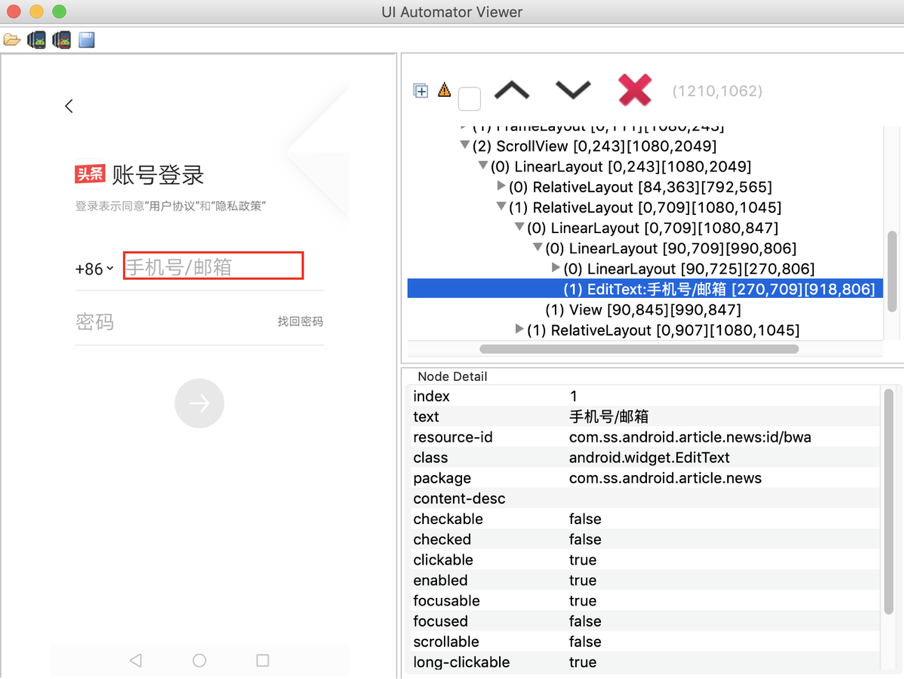 UI Automator Viewer
头条 账号登录
登录表示同意“用户协议”和“隐私政策”
+86 手机号/邮箱
密码 找回密码
(1210,1062)
(1) FrameLayout [0,111][1080,243]
(2) ScrollView [0,243][1080,2049]
(0) LinearLayout [0,243][1080,2049]
(0) RelativeLayout [84,363][792,565]
(1) RelativeLayout [0,709][1080,1045]
(0) LinearLayout [0,709][1080,847]
(0) LinearLayout [90,709][990,806]
(0) LinearLayout [90,725][270,806]
(1) EditText:手机号/邮箱 [270,709][918,806]
(1) View [90,845][990,847]
(1) RelativeLayout [0,907][1080,1045]
Node Detail
index 1
text 手机号/邮箱
resource-id com.ss.android.article.news:id/bwa
class android.widget.EditText
package com.ss.android.article.news
content-desc
checkable false
checked false
clickable true
enabled true
focusable true
focused false
scrollable false
long-clickable true